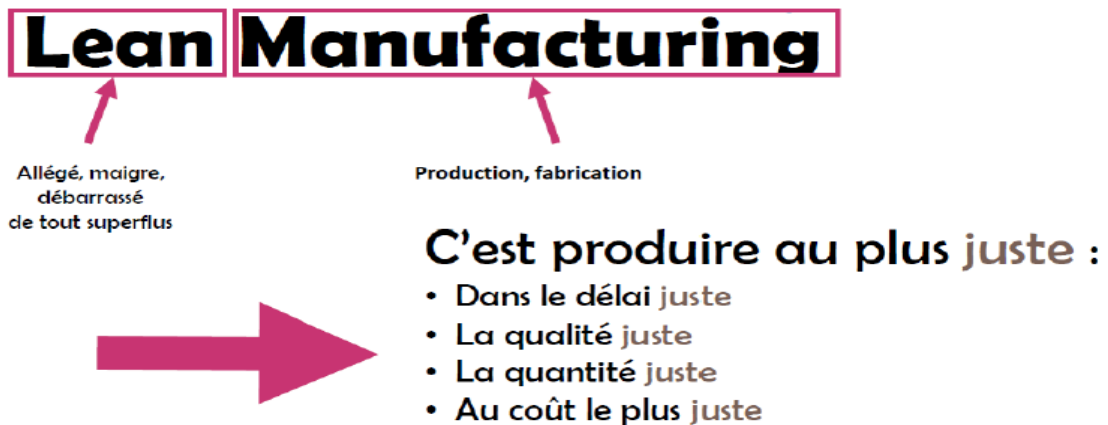 Lean Manufacturing
Allégé, maigre,
débarrassé
de tout superflus
Production, fabrication
C'est produire au plus juste :
• Dans le délai juste
• La qualité juste
• La quantité juste
• Au coût le plus juste